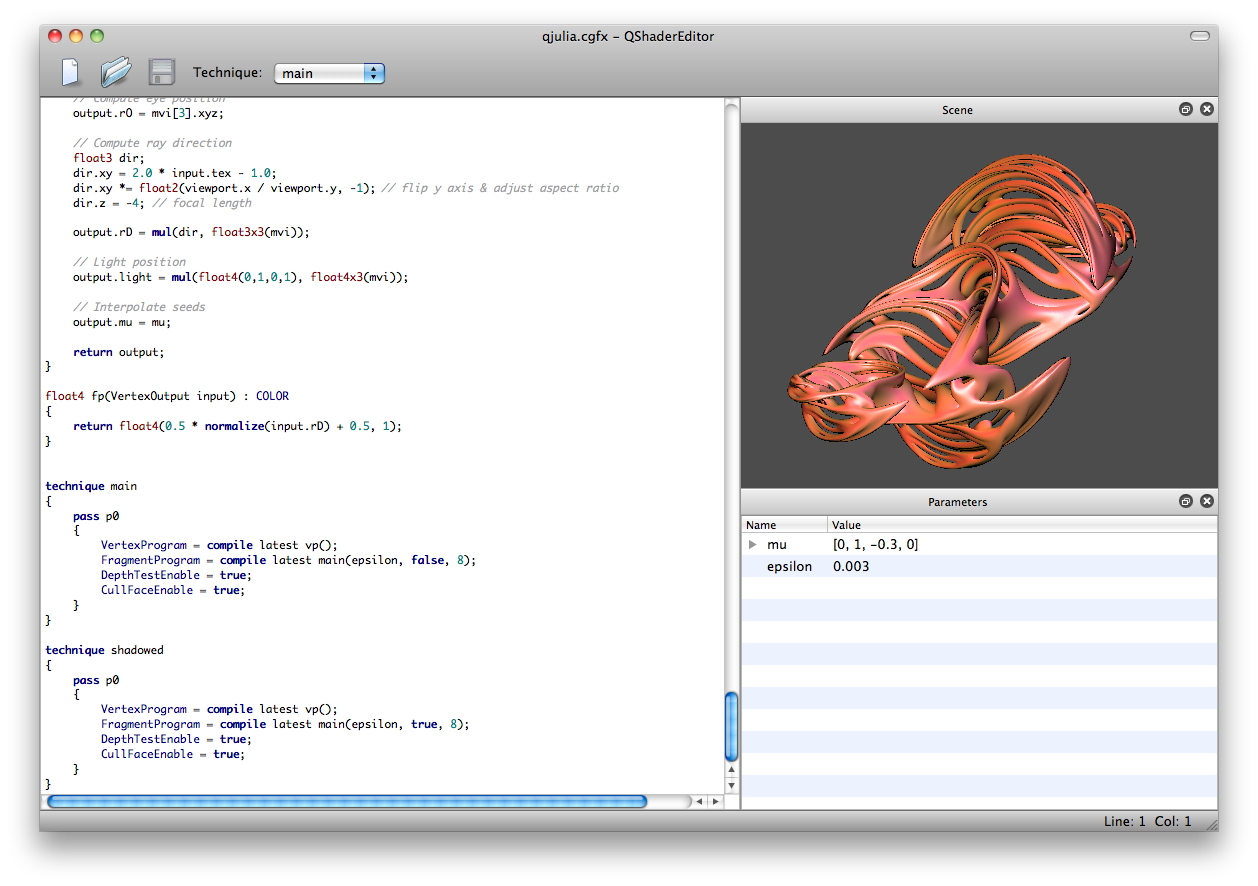 qjulia.cgfx – QShaderEditor
Technique: main
// Compute eye position
output.rO = mvi[3].xyz;
// Compute ray direction
float3 dir;
dir.xy = 2.0 * input.tex - 1.0;
dir.xy *= float2(viewport.x / viewport.y, -1); // flip y axis & adjust aspect ratio
dir.z = -4; // focal length
output.rD = mul(dir, float3x3(mvi));
// Light position
output.light = mul(float4(0,1,0,1), float4x3(mvi));
// Interpolate seeds
output.mu = mu;
return output;
}
float4 fp(VertexOutput input) : COLOR
{
return float4(0.5 * normalize(input.rD) + 0.5, 1);
}
technique main
{
pass p0
{
VertexProgram = compile latest vp();
FragmentProgram = compile latest main(epsilon, false, 8);
DepthTestEnable = true;
CullFaceEnable = true;
}
}
technique shadowed
{
pass p0
{
VertexProgram = compile latest vp();
FragmentProgram = compile latest main(epsilon, true, 8);
DepthTestEnable = true;
CullFaceEnable = true;
}
}
Scene
Parameters
Name Value
mu [0, 1, -0.3, 0]
epsilon 0.003
Line: 1 Col: 1